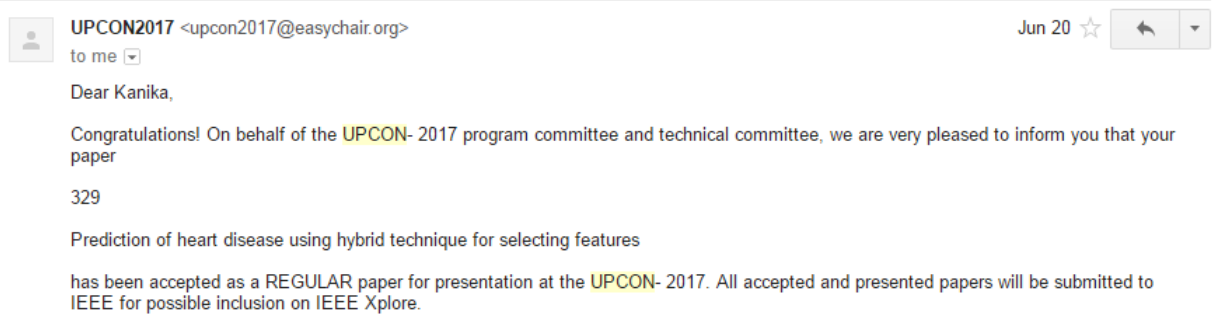 UPCON2017 <upcon2017@easychair.org>
Jun 20
to me
Dear Kanika,
Congratulations! On behalf of the UPCON- 2017 program committee and technical committee, we are very pleased to inform you that your
paper
329
Prediction of heart disease using hybrid technique for selecting features
has been accepted as a REGULAR paper for presentation at the UPCON- 2017. All accepted and presented papers will be submitted to
IEEE for possible inclusion on IEEE Xplore.